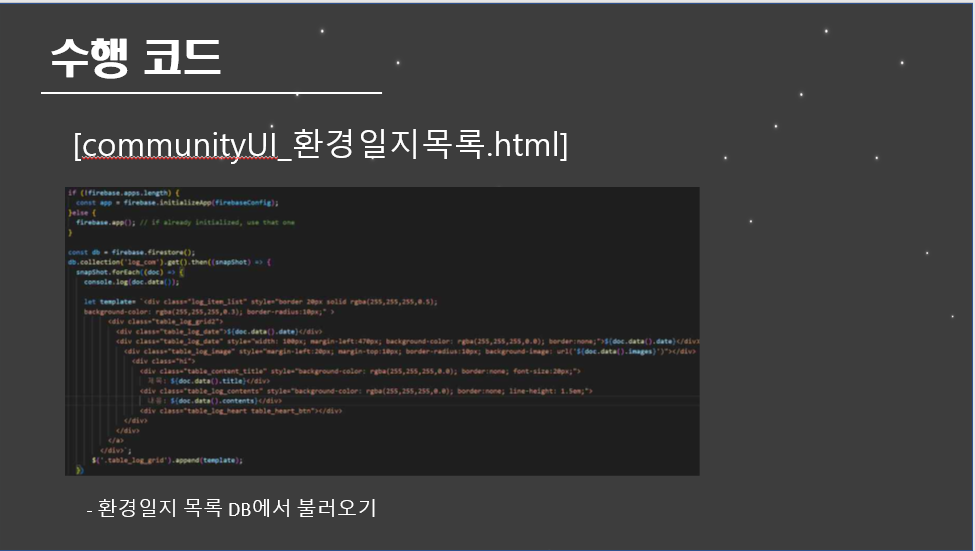 수행 코드
[communityUI_환경일지목록.html]
if (!firebase.apps.length) {
const app = firebase.initializeApp(firebaseConfig);
}else {
firebase.app(); // if already initialized, use that one
}
const db = firebase.firestore();
db.collection('log_com').get().then((snapShot) => {
snapShot.forEach((doc) => {
console.log(doc.data());
let template= `<div class="log_item_list" style="border 20px solid rgba(255,255,255,0.5);
background-color: rgba(255,255,255,0.3); border-radius:10px;" >
<div class="table_log_grid2">
<div class="table_log_date">${doc.data().date}</div>
<div class="table_log_date" style="width: 100px; margin-left:470px; background-color: rgba(255,255,255,0.0); border:none;">${doc.data().date}</div>
<div class="table_log_image" style="margin-left:20px; margin-top:10px; border-radius:10px; background-image: url('${doc.data().images}')"></div>
<div class="hi">
<div class="table_content_title" style="background-color: rgba(255,255,255,0.0); border:none; font-size:20px;">
제목: ${doc.data().title}</div>
<div class="table_log_contents" style="background-color: rgba(255,255,255,0.0); border:none; line-height: 1.5em;">
내용: ${doc.data().contents}</div>
<div class="table_log_heart table_heart_btn"></div>
</div>
</div>
</a>
</div>`;
$('.table_log_grid').append(template);
})
- 환경일지 목록 DB에서 불러오기